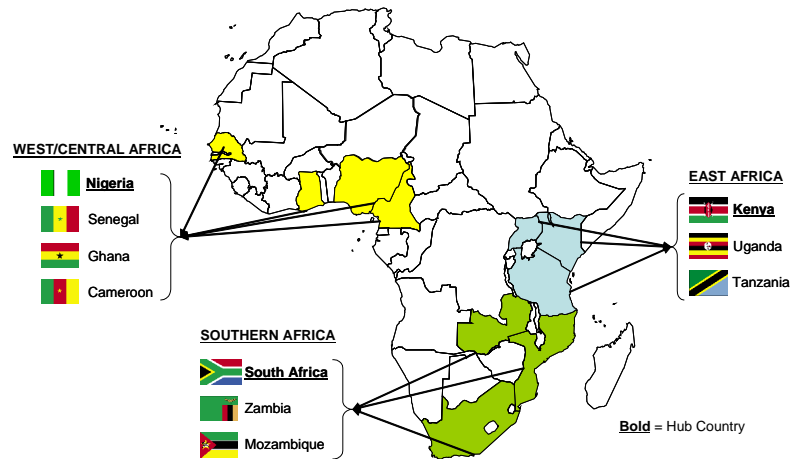 WEST/CENTRAL AFRICA
Nigeria
Senegal
Ghana
Cameroon
EAST AFRICA
Kenya
Uganda
Tanzania
SOUTHERN AFRICA
South Africa
Zambia
Mozambique
Bold = Hub Country